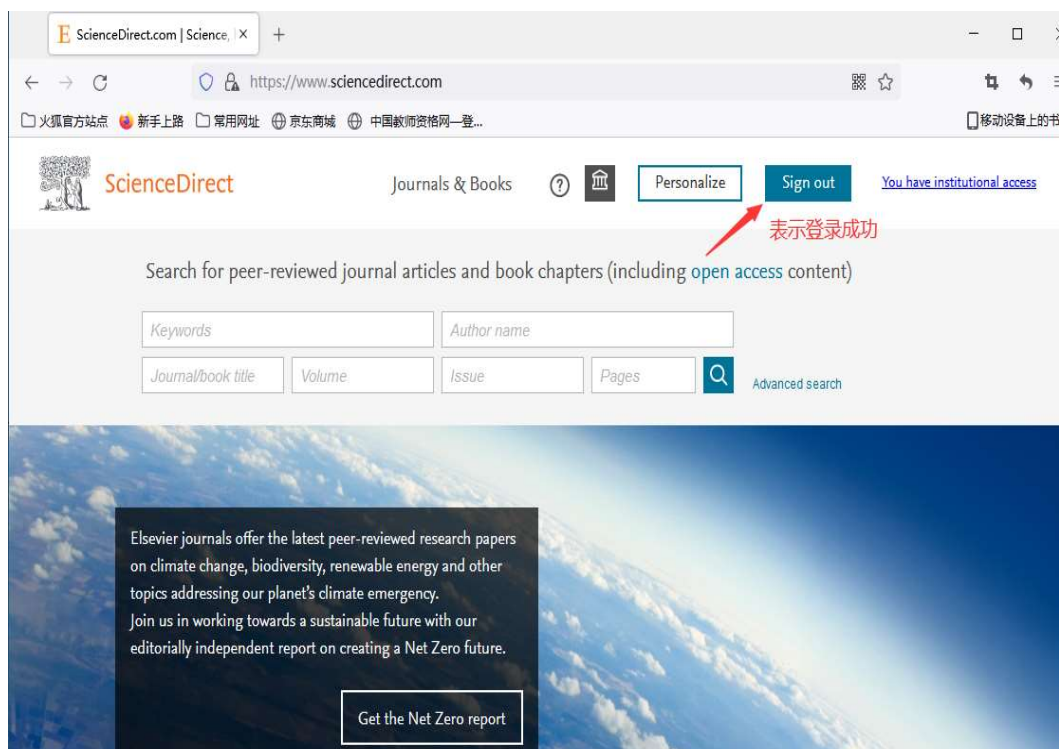 E ScienceDirect.com | Science,
https://www.sciencedirect.com
火狐官方站点 新手上路 常用网址 京东商城 中国教师资格网—登... 移动设备上的书
ScienceDirect Journals & Books ? Personalize Sign out You have institutional access
表示登录成功
Search for peer-reviewed journal articles and book chapters (including open access content)
Keywords Author name
Journal/book title Volume Issue Pages Advanced search
Elsevier journals offer the latest peer-reviewed research papers
on climate change, biodiversity, renewable energy and other
topics addressing our planet's climate emergency.
Join us in working towards a sustainable future with our
editorially independent report on creating a Net Zero future.
Get the Net Zero report